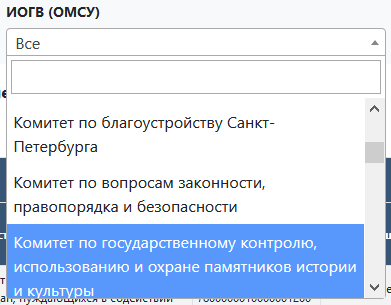 ИОГВ (ОМСУ)
Все
Комитет по благоустройству Санкт-
Петербурга
Комитет по вопросам законности,
правопорядка и безопасности
Комитет по государственному контролю,
использованию и охране памятников истории
и культуры